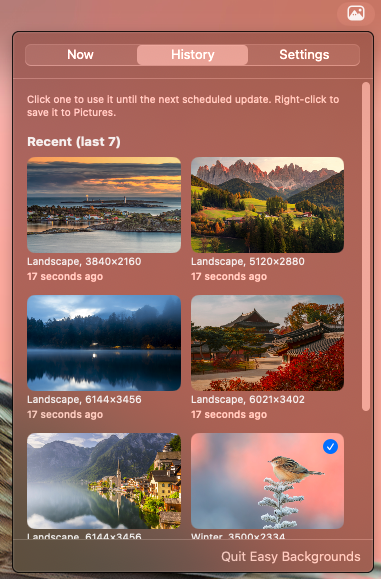 Now
History
Settings
Click one to use it until the next scheduled update. Right-click to
save it to Pictures.
Recent (last 7)
Landscape, 3840×2160
17 seconds ago
Landscape, 5120×2880
17 seconds ago
Landscape, 6144×3456
17 seconds ago
Landscape, 6021×3402
17 seconds ago
Landscape, 6144×3456
Winter, 3500×2334
Quit Easy Backgrounds